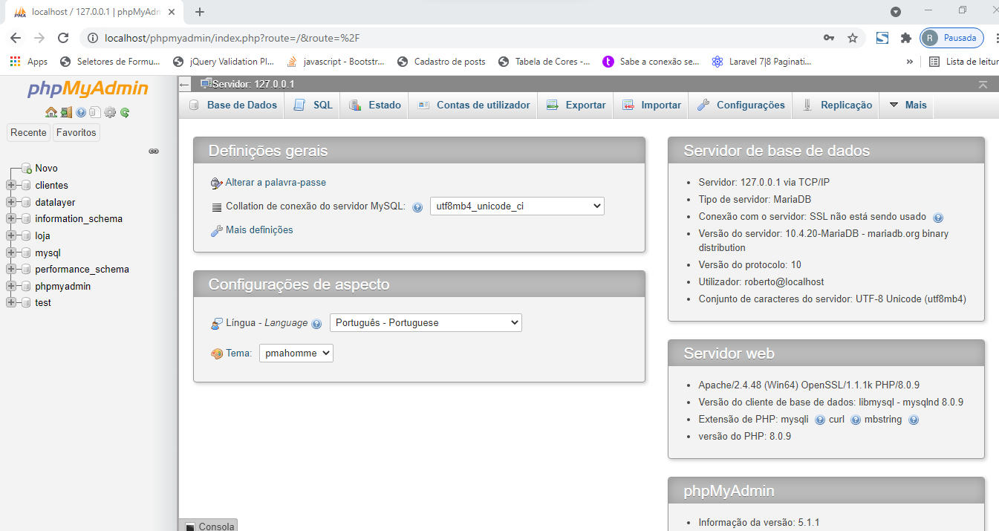 localhost / 127.0.0.1 | phpMyAdm
localhost/phpmyadmin/index.php?route=/&route=%2F
R Pausada
Apps
Seletores de Formu...
jQuery Validation Pl...
javascript - Bootstr...
Cadastro de posts
Tabela de Cores -...
t Sabe a conexão se...
Laravel 7|8 Paginati...
»
Lista de leitur
phpMyAdmin
Recente
Favoritos
Novo
clientes
datalayer
information_schema
loja
mysql
performance_schema
phpmyadmin
test
Servidor: 127.0.0.1
Base de Dados
SQL
Estado
Contas de utilizador
Exportar
Importar
Configurações
Replicação
Mais
Definições gerais
Alterar a palavra-passe
Collation de conexão do servidor MySQL: utf8mb4_unicode_ci
Mais definições
Configurações de aspecto
Língua - Language Português - Portuguese
Tema: pmahomme
Servidor de base de dados
• Servidor: 127.0.0.1 via TCP/IP
• Tipo de servidor: MariaDB
• Conexão com o servidor: SSL não está sendo usado
• Versão do servidor: 10.4.20-MariaDB - mariadb.org binary
distribution
• Versão do protocolo: 10
• Utilizador: roberto@localhost
• Conjunto de caracteres do servidor: UTF-8 Unicode (utf8mb4)
Servidor web
• Apache/2.4.48 (Win64) OpenSSL/1.1.1k PHP/8.0.9
• Versão do cliente de base de dados: libmysql - mysqlnd 8.0.9
• Extensão de PHP: mysqli curl mbstring
• versão do PHP: 8.0.9
phpMyAdmin
• Informação da versão: 5.1.1
Consola